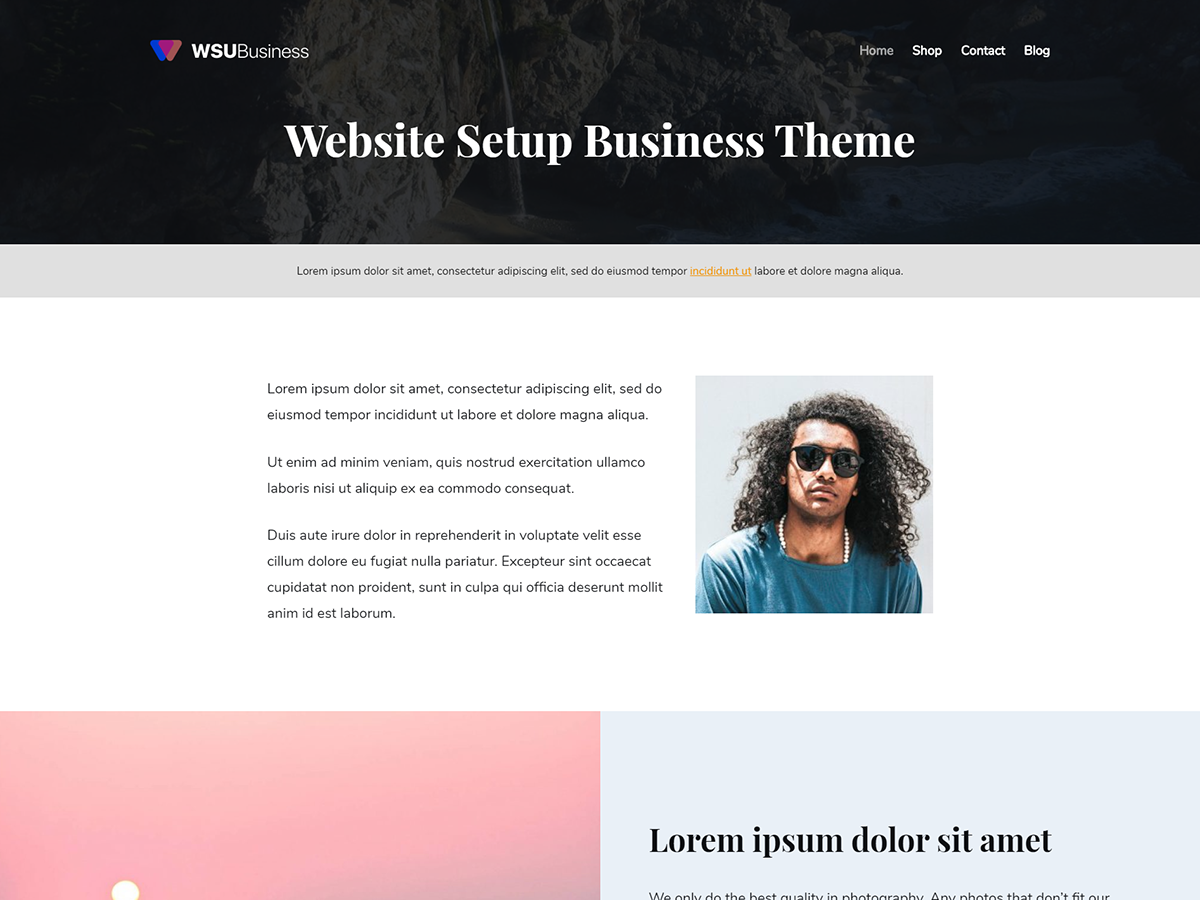 WSUBusiness
Home Shop Contact Blog
Website Setup Business Theme
Lorem ipsum dolor sit amet, consectetur adipiscing elit, sed do eiusmod tempor incididunt ut labore et dolore magna aliqua.
Lorem ipsum dolor sit amet, consectetur adipiscing elit, sed do
eiusmod tempor incididunt ut labore et dolore magna aliqua.
Ut enim ad minim veniam, quis nostrud exercitation ullamco
laboris nisi ut aliquip ex ea commodo consequat.
Duis aute irure dolor in reprehenderit in voluptate velit esse
cillum dolore eu fugiat nulla pariatur. Excepteur sint occaecat
cupidatat non proident, sunt in culpa qui officia deserunt mollit
anim id est laborum.
Lorem ipsum dolor sit amet
We only do the best quality in photography. Any photos that don't fit our